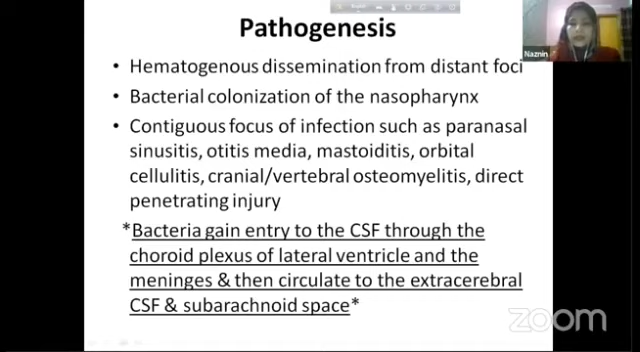 Pathogenesis
• Hematogenous dissemination from distant foci
• Bacterial colonization of the nasopharynx
• Contiguous focus of infection such as paranasal
sinusitis, otitis media, mastoiditis, orbital
cellulitis, cranial/vertebral osteomyelitis, direct
penetrating injury
*Bacteria gain entry to the CSF through the
choroid plexus of lateral ventricle and the
meninges & then circulate to the extracerebral
CSF & subarachnoid space*
Naznin
zoom